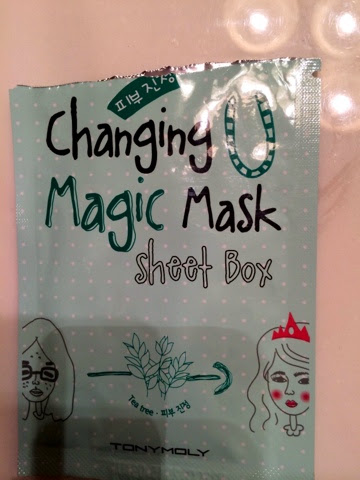 피부 진정
Changing
Magic Mask
Sheet Box
Tea tree · 피부 진정
TONYMOLY